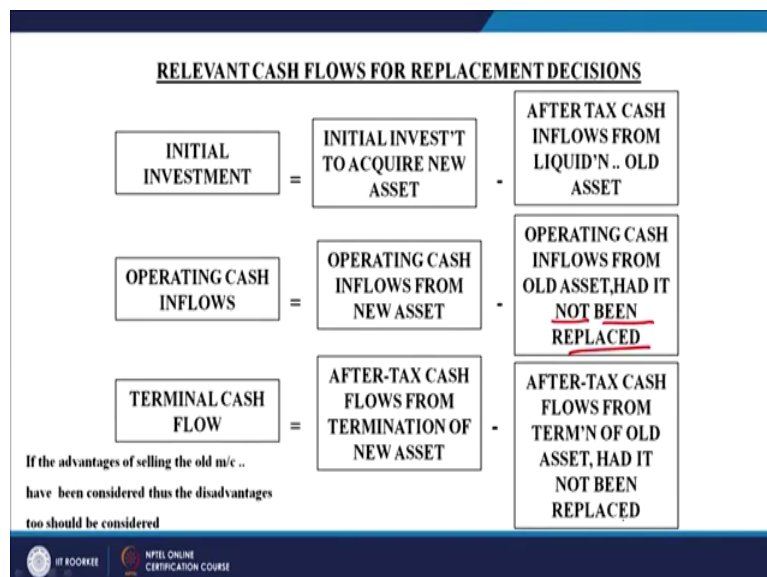 RELEVANT CASH FLOWS FOR REPLACEMENT DECISIONS
INITIAL
INVESTMENT
=
INITIAL INVEST'T
TO ACQUIRE NEW
ASSET
-
AFTER TAX CASH
INFLOWS FROM
LIQUID'N .. OLD
ASSET
OPERATING CASH
INFLOWS
=
OPERATING CASH
INFLOWS FROM
NEW ASSET
-
OPERATING CASH
INFLOWS FROM
OLD ASSET,HAD IT
NOT BEEN
REPLACED
TERMINAL CASH
FLOW
=
AFTER-TAX CASH
FLOWS FROM
TERMINATION OF
NEW ASSET
-
AFTER-TAX CASH
FLOWS FROM
TERM'N OF OLD
ASSET, HAD IT
NOT BEEN
REPLACED
If the advantages of selling the old m/c ..
have been considered thus the disadvantages
too should be considered
IIT ROORKEE
NPTEL ONLINE
CERTIFICATION COURSE